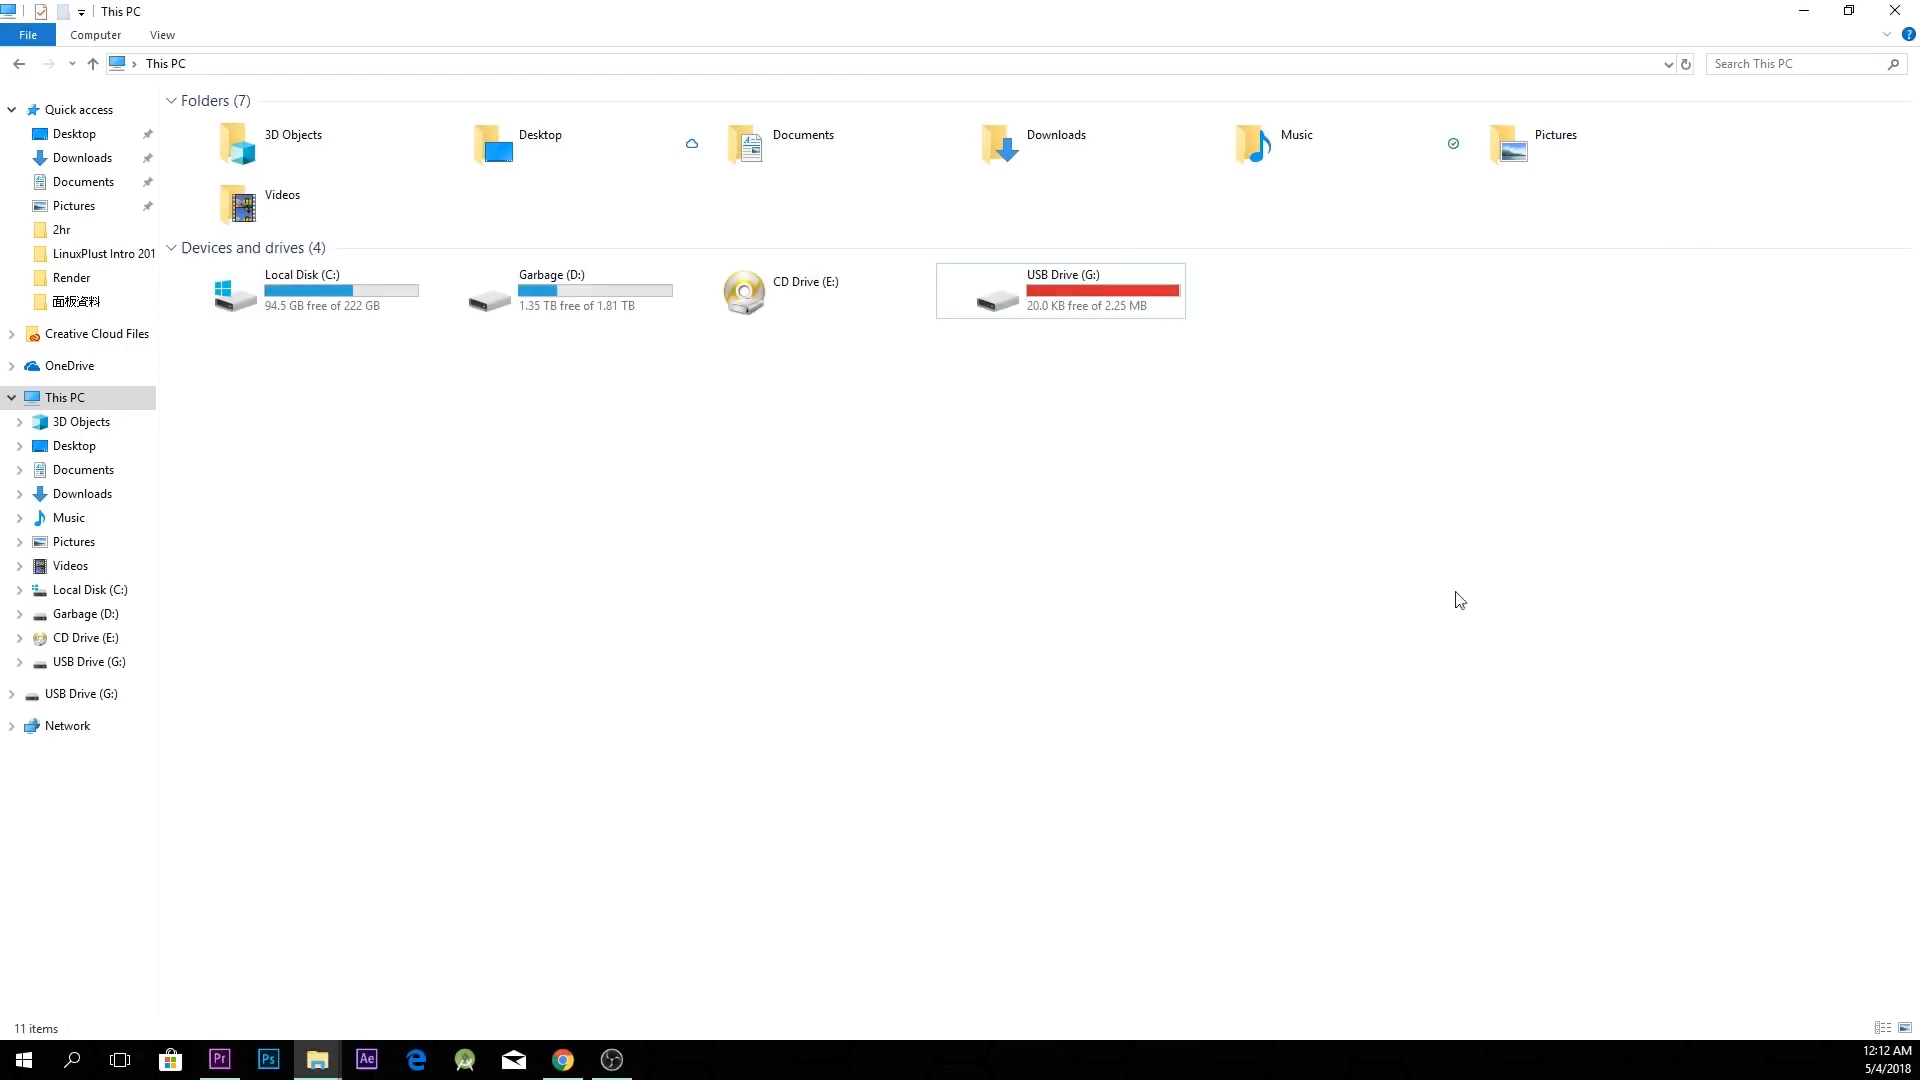 This PC
File
Computer
View
This PC
Search This PC
Quick access
Desktop
Downloads
Documents
Pictures
2hr
LinuxPlust Intro 201
Render
面板資料
Creative Cloud Files
OneDrive
This PC
3D Objects
Desktop
Documents
Downloads
Music
Pictures
Videos
Local Disk (C:)
Garbage (D:)
CD Drive (E:)
USB Drive (G:)
USB Drive (G:)
Network
Folders (7)
3D Objects
Desktop
Documents
Downloads
Music
Pictures
Videos
Devices and drives (4)
Local Disk (C:)
94.5 GB free of 222 GB
Garbage (D:)
1.35 TB free of 1.81 TB
CD Drive (E:)
USB Drive (G:)
20.0 KB free of 2.25 MB
11 items
Pr
Ps
Ae
12:12 AM
5/4/2018